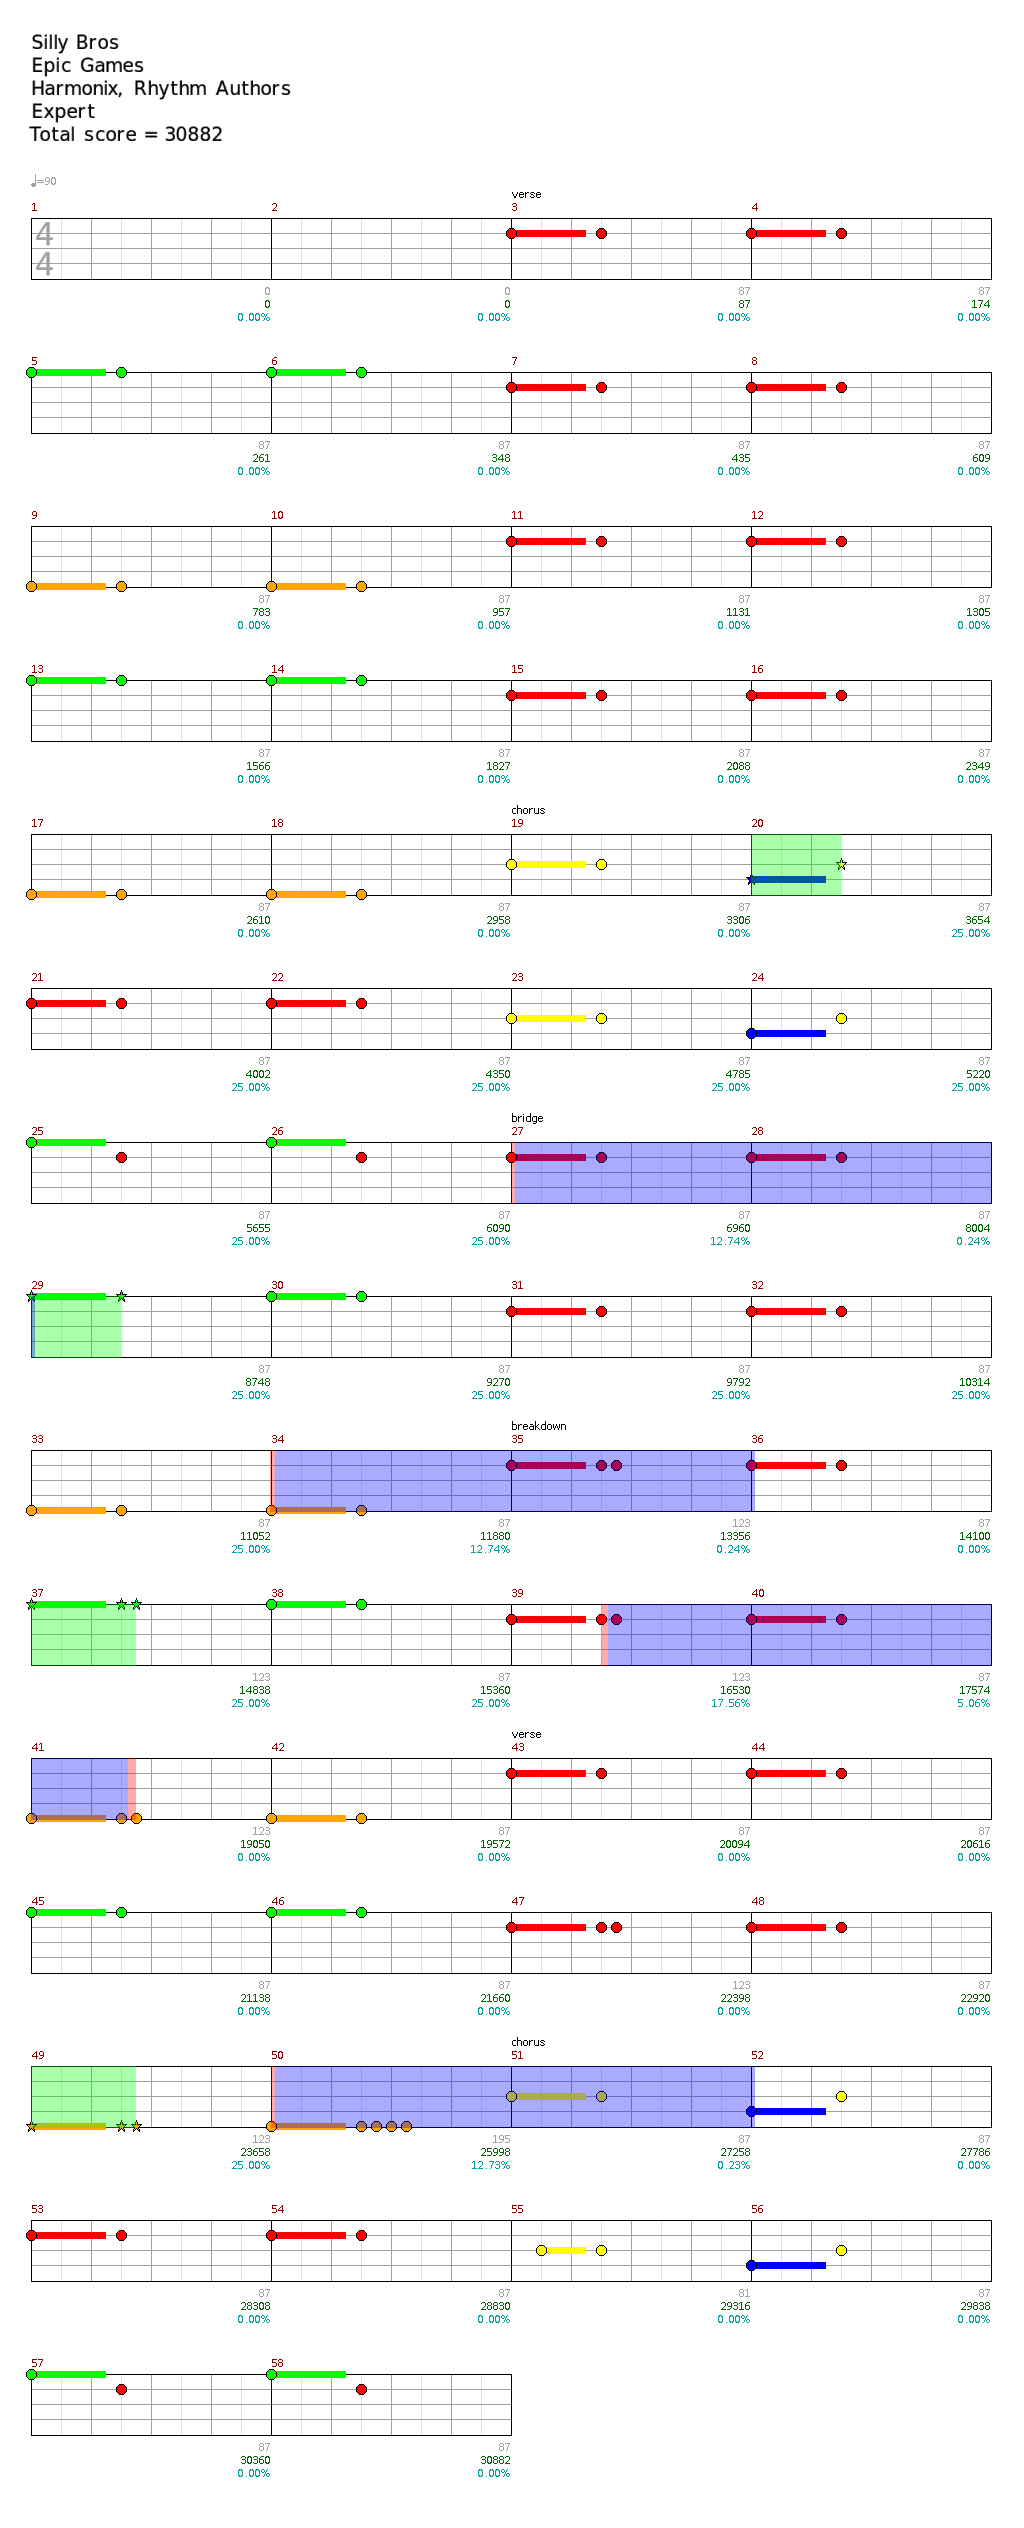 Silly Bros
Epic Games
Harmonix, Rhythm Authors
Expert
Total score = 30882
♩=90
verse
1 2 3 4
4
4
0 0 87 87
0 0 87 174
0.00% 0.00% 0.00% 0.00%
5 6 7 8
87 87 87 87
261 348 435 609
0.00% 0.00% 0.00% 0.00%
9 10 11 12
87 87 87 87
783 957 1131 1305
0.00% 0.00% 0.00% 0.00%
13 14 15 16
87 87 87 87
1566 1827 2088 2349
0.00% 0.00% 0.00% 0.00%
chorus
17 18 19 20
87 87 87 87
2610 2958 3306 3654
0.00% 0.00% 0.00% 25.00%
21 22 23 24
87 87 87 87
4002 4350 4785 5220
25.00% 25.00% 25.00% 25.00%
bridge
25 26 27 28
87 87 87 87
5655 6090 6960 8004
25.00% 25.00% 12.74% 0.24%
29 30 31 32
87 87 87 87
8748 9270 9792 10314
25.00% 25.00% 25.00% 25.00%
breakdown
33 34 35 36
87 87 123 87
11052 11880 13356 14100
25.00% 12.74% 0.24% 0.00%
37 38 39 40
123 87 123 87
14838 15360 16530 17574
25.00% 25.00% 17.56% 5.06%
verse
41 42 43 44
123 87 87 87
19050 19572 20094 20616
0.00% 0.00% 0.00% 0.00%
45 46 47 48
87 87 123 87
21138 21660 22398 22920
0.00% 0.00% 0.00% 0.00%
chorus
49 50 51 52
123 195 87 87
23658 25998 27258 27786
25.00% 12.73% 0.23% 0.00%
53 54 55 56
87 87 81 87
28308 28830 29316 29838
0.00% 0.00% 0.00% 0.00%
57 58
87 87
30360 30882
0.00% 0.00%